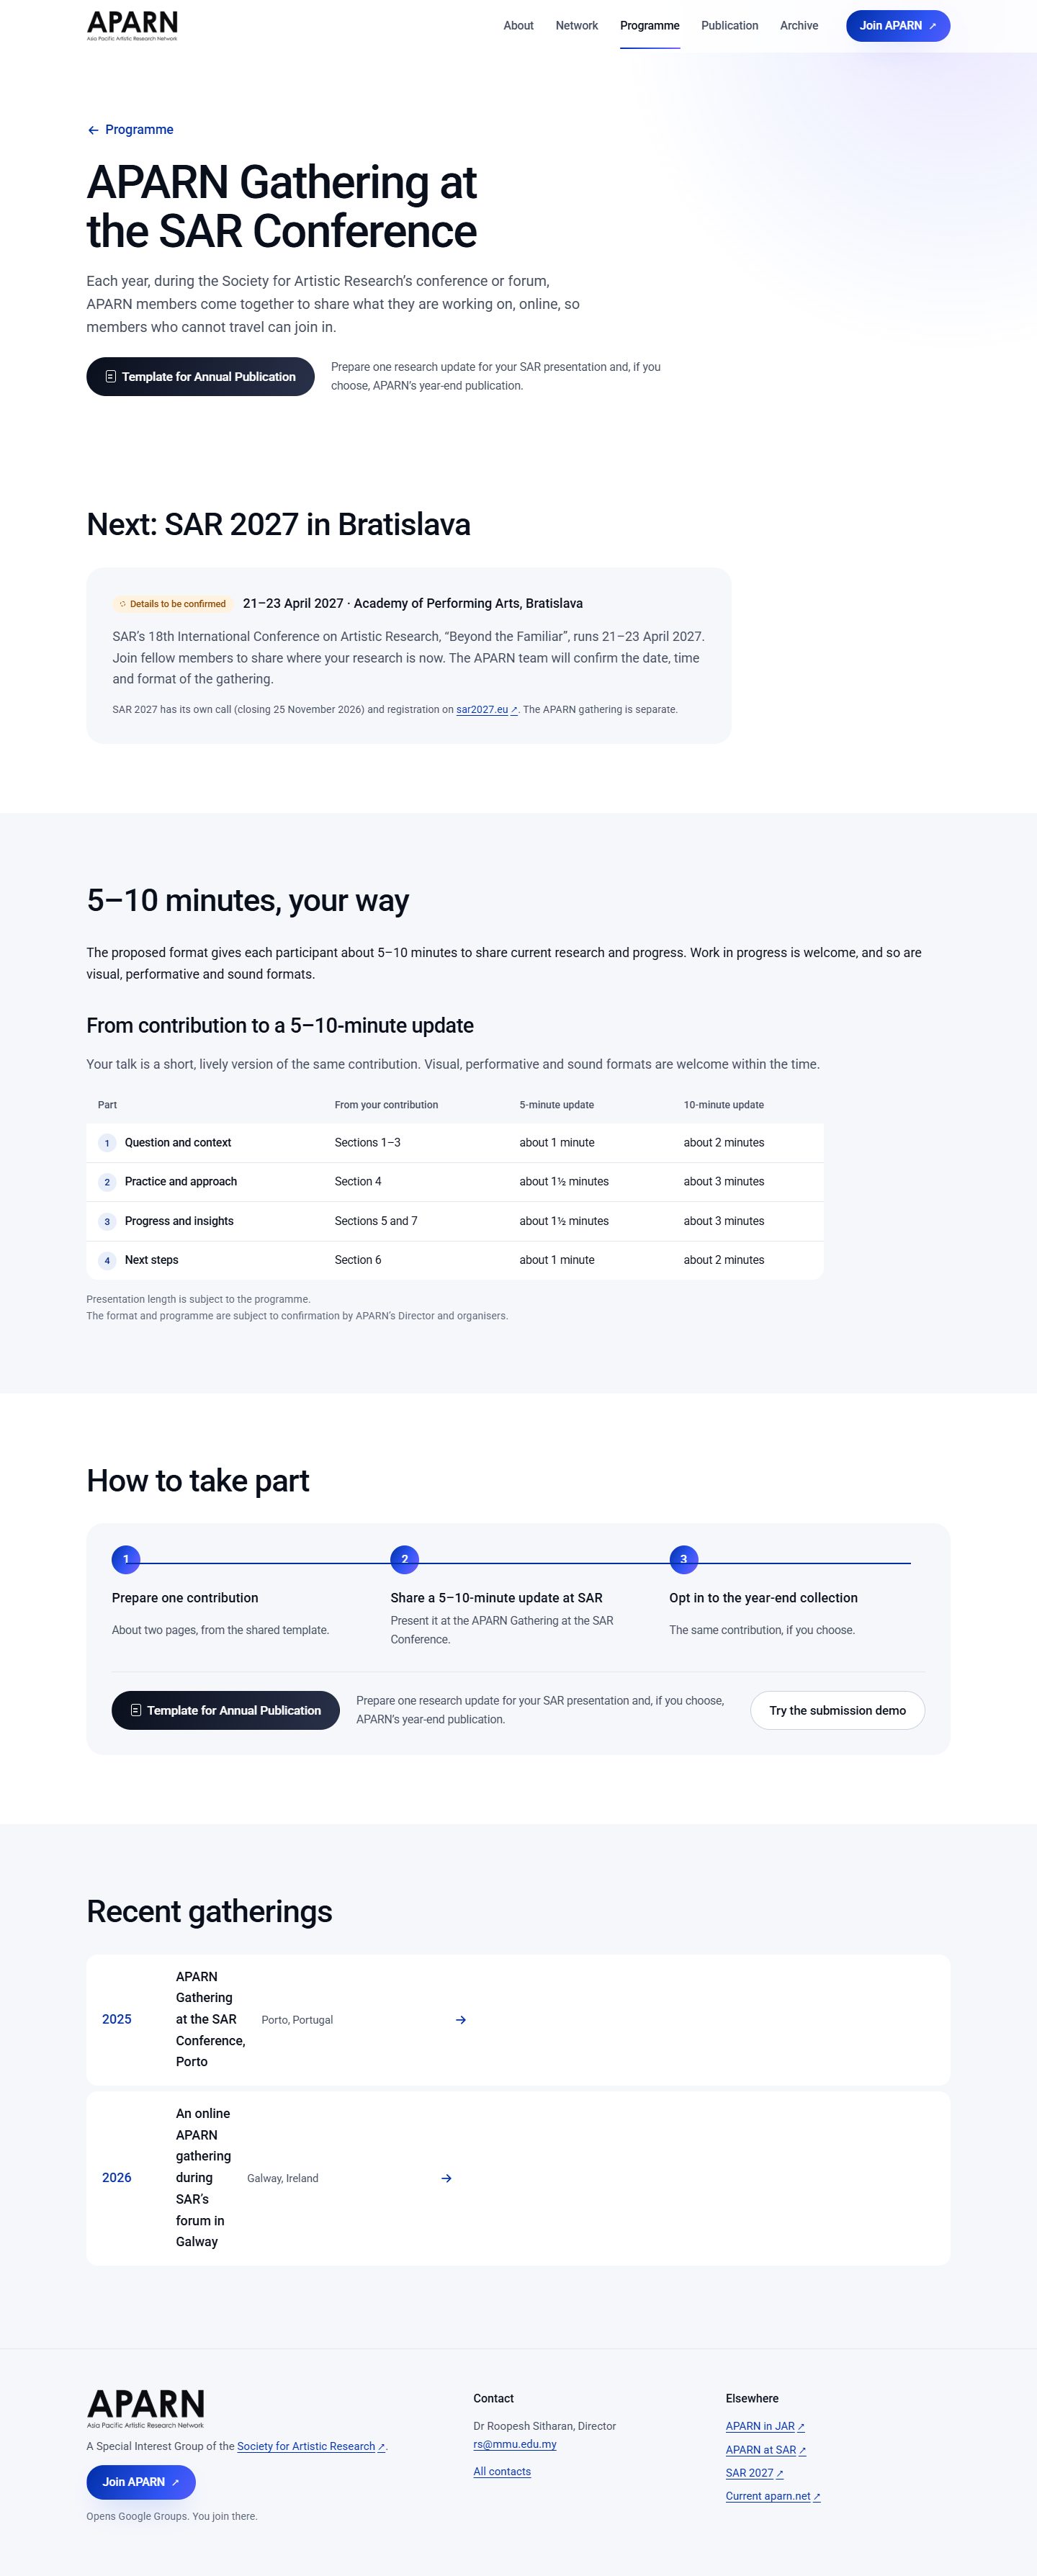 APARN
Asia Pacific Artistic Research Network
About
Network
Programme
Publication
Archive
Join APARN ↗
← Programme
APARN Gathering at
the SAR Conference
Each year, during the Society for Artistic Research’s conference or forum,
APARN members come together to share what they are working on, online, so
members who cannot travel can join in.
Template for Annual Publication
Prepare one research update for your SAR presentation and, if you
choose, APARN’s year-end publication.
Next: SAR 2027 in Bratislava
Details to be confirmed
21–23 April 2027 · Academy of Performing Arts, Bratislava
SAR’s 18th International Conference on Artistic Research, “Beyond the Familiar”, runs 21–23 April 2027.
Join fellow members to share where your research is now. The APARN team will confirm the date, time
and format of the gathering.
SAR 2027 has its own call (closing 25 November 2026) and registration on sar2027.eu ↗. The APARN gathering is separate.
5–10 minutes, your way
The proposed format gives each participant about 5–10 minutes to share current research and progress. Work in progress is welcome, and so are
visual, performative and sound formats.
From contribution to a 5–10-minute update
Your talk is a short, lively version of the same contribution. Visual, performative and sound formats are welcome within the time.
Part From your contribution 5-minute update 10-minute update
1 Question and context Sections 1–3 about 1 minute about 2 minutes
2 Practice and approach Section 4 about 1½ minutes about 3 minutes
3 Progress and insights Sections 5 and 7 about 1½ minutes about 3 minutes
4 Next steps Section 6 about 1 minute about 2 minutes
Presentation length is subject to the programme.
The format and programme are subject to confirmation by APARN’s Director and organisers.
How to take part
1
Prepare one contribution
About two pages, from the shared template.
2
Share a 5–10-minute update at SAR
Present it at the APARN Gathering at the SAR
Conference.
3
Opt in to the year-end collection
The same contribution, if you choose.
Template for Annual Publication
Prepare one research update for your SAR presentation and, if you choose,
APARN’s year-end publication.
Try the submission demo
Recent gatherings
2025
APARN
Gathering
at the SAR
Conference,
Porto
Porto, Portugal
→
2026
An online
APARN
gathering
during
SAR’s
forum in
Galway
Galway, Ireland
→
APARN
Asia Pacific Artistic Research Network
A Special Interest Group of the Society for Artistic Research ↗.
Join APARN ↗
Opens Google Groups. You join there.
Contact
Dr Roopesh Sitharan, Director
rs@mmu.edu.my
All contacts
Elsewhere
APARN in JAR ↗
APARN at SAR ↗
SAR 2027 ↗
Current aparn.net ↗